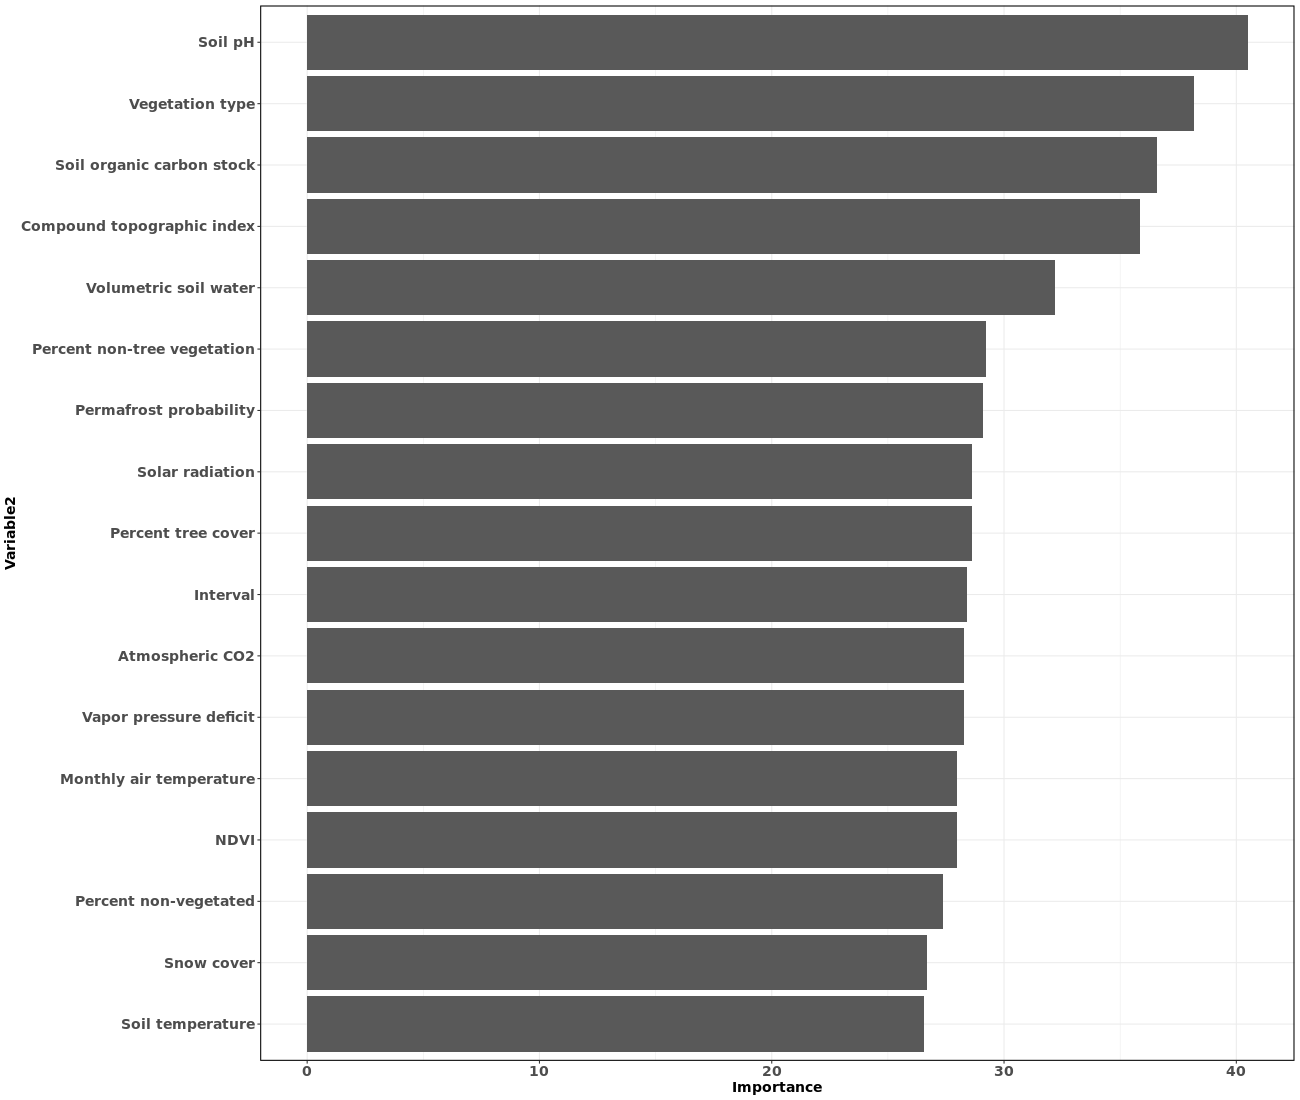 Soil pH
Vegetation type
Soil organic carbon stock
Compound topographic index
Volumetric soil water
Percent non-tree vegetation
Permafrost probability
Solar radiation
Percent tree cover
Interval
Atmospheric CO2
Vapor pressure deficit
Monthly air temperature
NDVI
Percent non-vegetated
Snow cover
Soil temperature
Variable2
0 10 20 30 40
Importance